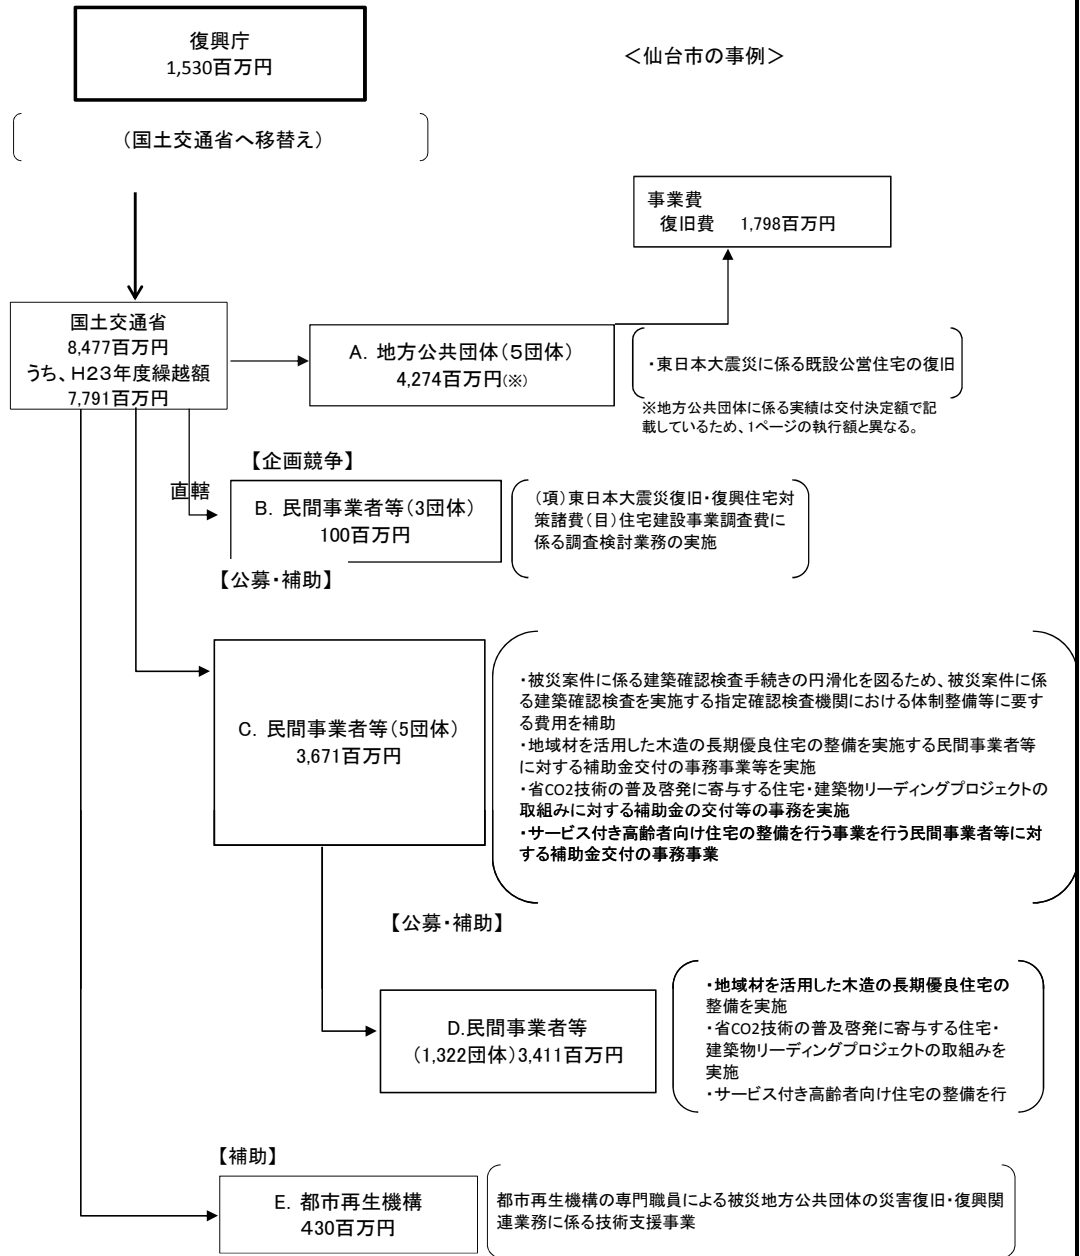 復興庁
1,530百万円
＜仙台市の事例＞
（国土交通省へ移替え）
事業費
復旧費　1,798百万円
国土交通省
8,477百万円
うち、H23年度繰越額
7,791百万円
A. 地方公共団体（5団体）
4,274百万円(※)
・東日本大震災に係る既設公営住宅の復旧
※地方公共団体に係る実績は交付決定額で記
載しているため、1ページの執行額と異なる。
【企画競争】
直轄
B. 民間事業者等（3団体）
100百万円
（項）東日本大震災復旧・復興住宅対
策諸費（目）住宅建設事業調査費に
係る調査検討業務の実施
【公募・補助】
C. 民間事業者等（5団体）
3,671百万円
・被災案件に係る建築確認検査手続きの円滑化を図るため、被災案件に係
る建築確認検査を実施する指定確認検査機関における体制整備等に要す
る費用を補助
・地域材を活用した木造の長期優良住宅の整備を実施する民間事業者等
に対する補助金交付の事務事業等を実施
・省CO2技術の普及啓発に寄与する住宅・建築物リーディングプロジェクトの
取組みに対する補助金の交付等の事務を実施
・サービス付き高齢者向け住宅の整備を行う事業を行う民間事業者等に対
する補助金交付の事務事業
【公募・補助】
D.民間事業者等
（1,322団体）3,411百万円
・地域材を活用した木造の長期優良住宅の
整備を実施
・省CO2技術の普及啓発に寄与する住宅・
建築物リーディングプロジェクトの取組みを
実施
・サービス付き高齢者向け住宅の整備を行
【補助】
E. 都市再生機構
430百万円
都市再生機構の専門職員による被災地方公共団体の災害復旧・復興関
連業務に係る技術支援事業